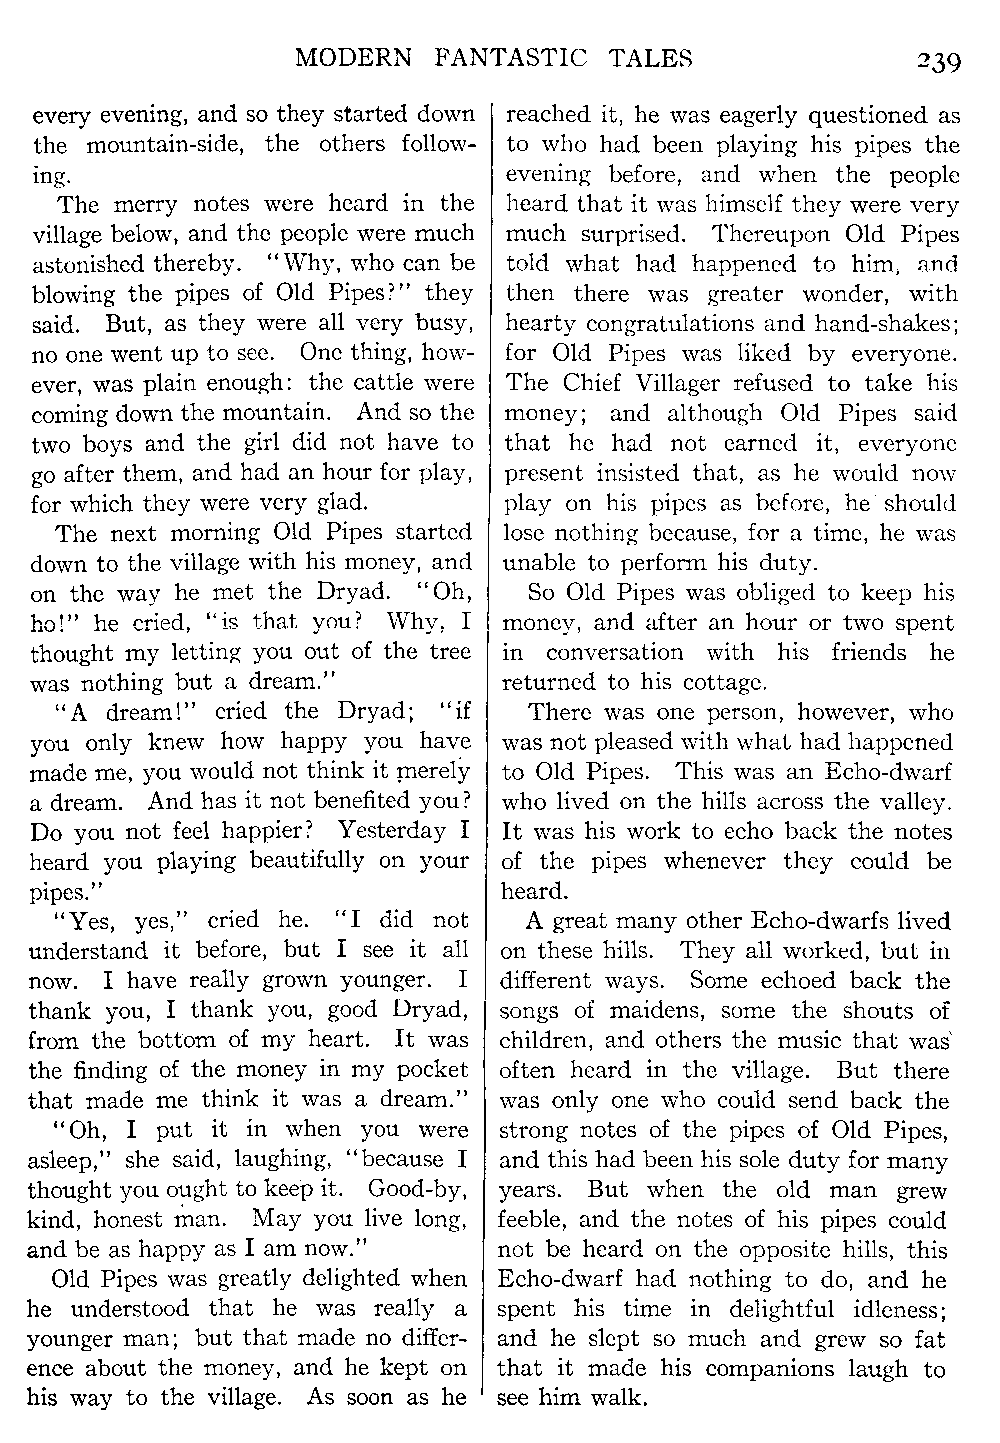 MODERN FANTASTIC TALES 239
every evening, and so they started down
the mountain-side, the others follow-
ing.
The merry notes were heard in the
village below, and the people were much
astonished thereby. "Why, who can be
blowing the pipes of Old Pipes?" they
said. But, as they were all very busy,
no one went up to see. One thing, how-
ever, was plain enough: the cattle were
coming down the mountain. And so the
two boys and the girl did not have to
go after them, and had an hour for play,
for which they were very glad.
The next morning Old Pipes started
down to the village with his money, and
on the way he met the Dryad. "Oh,
ho!" he cried, "is that you? Why, I
thought my letting you out of the tree
was nothing but a dream."
"A dream!" cried the Dryad; "if
you only knew how happy you have
made me, you would not think it merely
a dream. And has it not benefited you?
Do you not feel happier? Yesterday I
heard you playing beautifully on your
pipes."
"Yes, yes," cried he. "I did not
understand it before, but I see it all
now. I have really grown younger. I
thank you, I thank you, good Dryad,
from the bottom of my heart. It was
the finding of the money in my pocket
that made me think it was a dream."
"Oh, I put it in when you were
asleep," she said, laughing, "because I
thought you ought to keep it. Good-by,
kind, honest man. May you live long,
and be as happy as I am now."
Old Pipes was greatly delighted when
he understood that he was really a
younger man; but that made no differ-
ence about the money, and he kept on
his way to the village. As soon as he
reached it, he was eagerly questioned as
to who had been playing his pipes the
evening before, and when the people
heard that it was himself they were very
much surprised. Thereupon Old Pipes
told what had happened to him, and
then there was greater wonder, with
hearty congratulations and hand-shakes;
for Old Pipes was liked by everyone.
The Chief Villager refused to take his
money; and although Old Pipes said
that he had not earned it, everyone
present insisted that, as he would now
play on his pipes as before, he should
lose nothing because, for a time, he was
unable to perform his duty.
So Old Pipes was obliged to keep his
money, and after an hour or two spent
in conversation with his friends he
returned to his cottage.
There was one person, however, who
was not pleased with what had happened
to Old Pipes. This was an Echo-dwarf
who lived on the hills across the valley.
It was his work to echo back the notes
of the pipes whenever they could be
heard.
A great many other Echo-dwarfs lived
on these hills. They all worked, but in
different ways. Some echoed back the
songs of maidens, some the shouts of
children, and others the music that was
often heard in the village. But there
was only one who could send back the
strong notes of the pipes of Old Pipes,
and this had been his sole duty for many
years. But when the old man grew
feeble, and the notes of his pipes could
not be heard on the opposite hills, this
Echo-dwarf had nothing to do, and he
spent his time in delightful idleness;
and he slept so much and grew so fat
that it made his companions laugh to
see him walk.